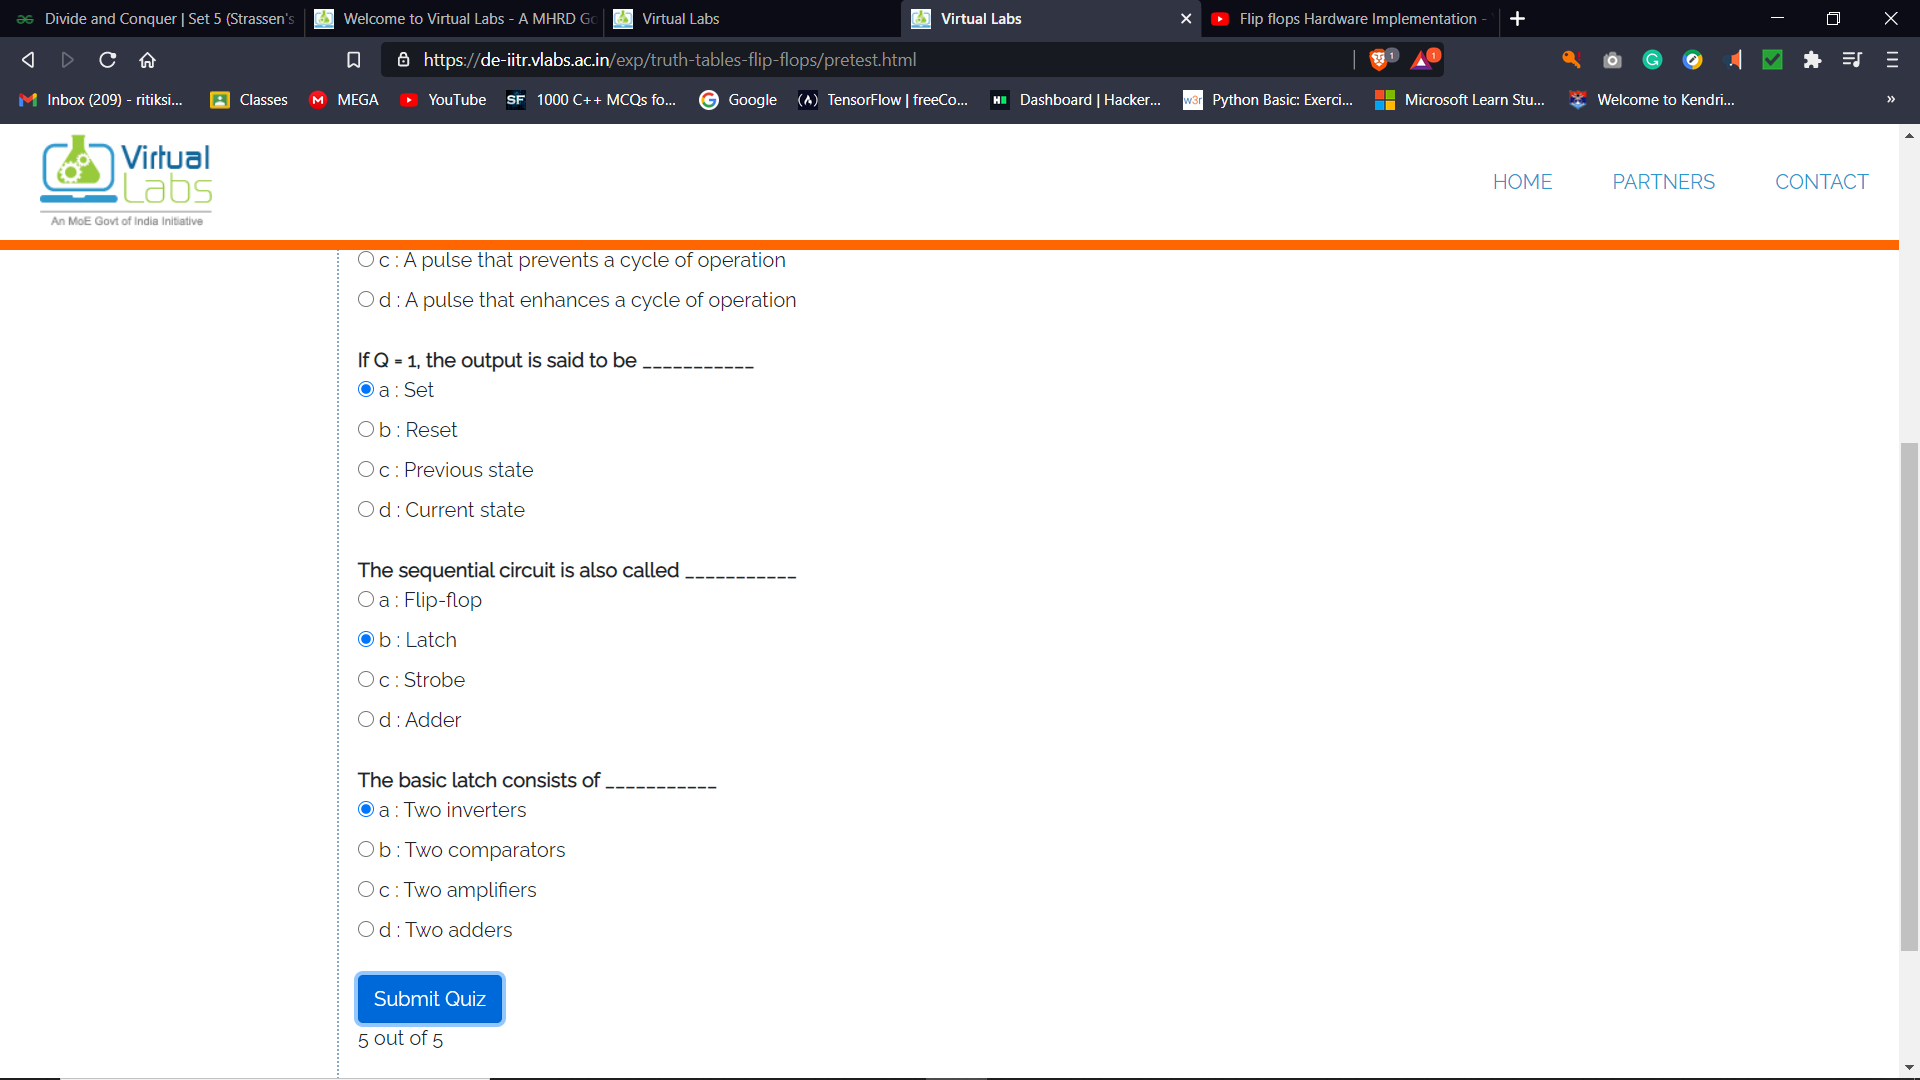 Divide and Conquer | Set 5 (Strassen's
Welcome to Virtual Labs - A MHRD Go
Virtual Labs
Virtual Labs
Flip flops Hardware Implementation -
https://de-iitr.vlabs.ac.in/exp/truth-tables-flip-flops/pretest.html
1
1
Inbox (209) - ritiksi...
Classes
MEGA
YouTube
SF 1000 C++ MCQs fo...
Google
TensorFlow | freeCo...
Dashboard | Hacker...
w3r Python Basic: Exerci...
Microsoft Learn Stu...
Welcome to Kendri...
»
Virtual
Labs
An MoE Govt of India Initiative
HOME
PARTNERS
CONTACT
c : A pulse that prevents a cycle of operation
d : A pulse that enhances a cycle of operation
If Q = 1, the output is said to be ___________
a : Set
b : Reset
c : Previous state
d : Current state
The sequential circuit is also called ___________
a : Flip-flop
b : Latch
c : Strobe
d : Adder
The basic latch consists of ___________
a : Two inverters
b : Two comparators
c : Two amplifiers
d : Two adders
Submit Quiz
5 out of 5